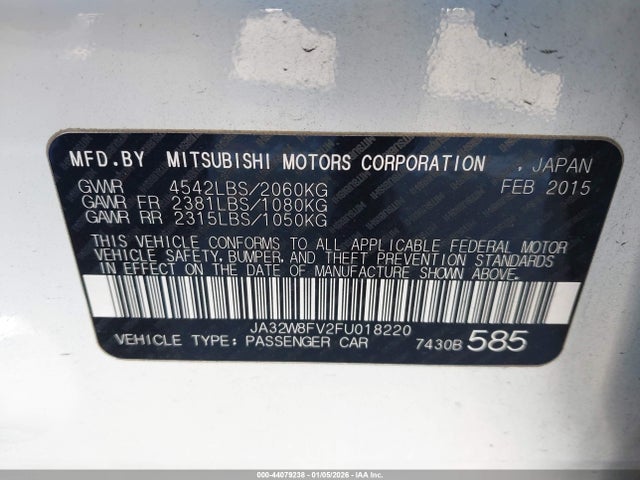 MFD.BY MITSUBISHI MOTORS CORPORATION , JAPAN
GVWR 4542LBS/2060KG FEB 2015
GAWR FR 2381LBS/1080KG
GAWR RR 2315LBS/1050KG
THIS VEHICLE CONFORMS TO ALL APPLICABLE FEDERAL MOTOR
VEHICLE SAFETY, BUMPER, AND THEFT PREVENTION STANDARDS
IN EFFECT ON THE DATE OF MANUFACTURE SHOWN ABOVE.
JA32W8FV2FU018220
VEHICLE TYPE: PASSENGER CAR 7430B 585
000-44079238 - 01/05/2026 - COPART